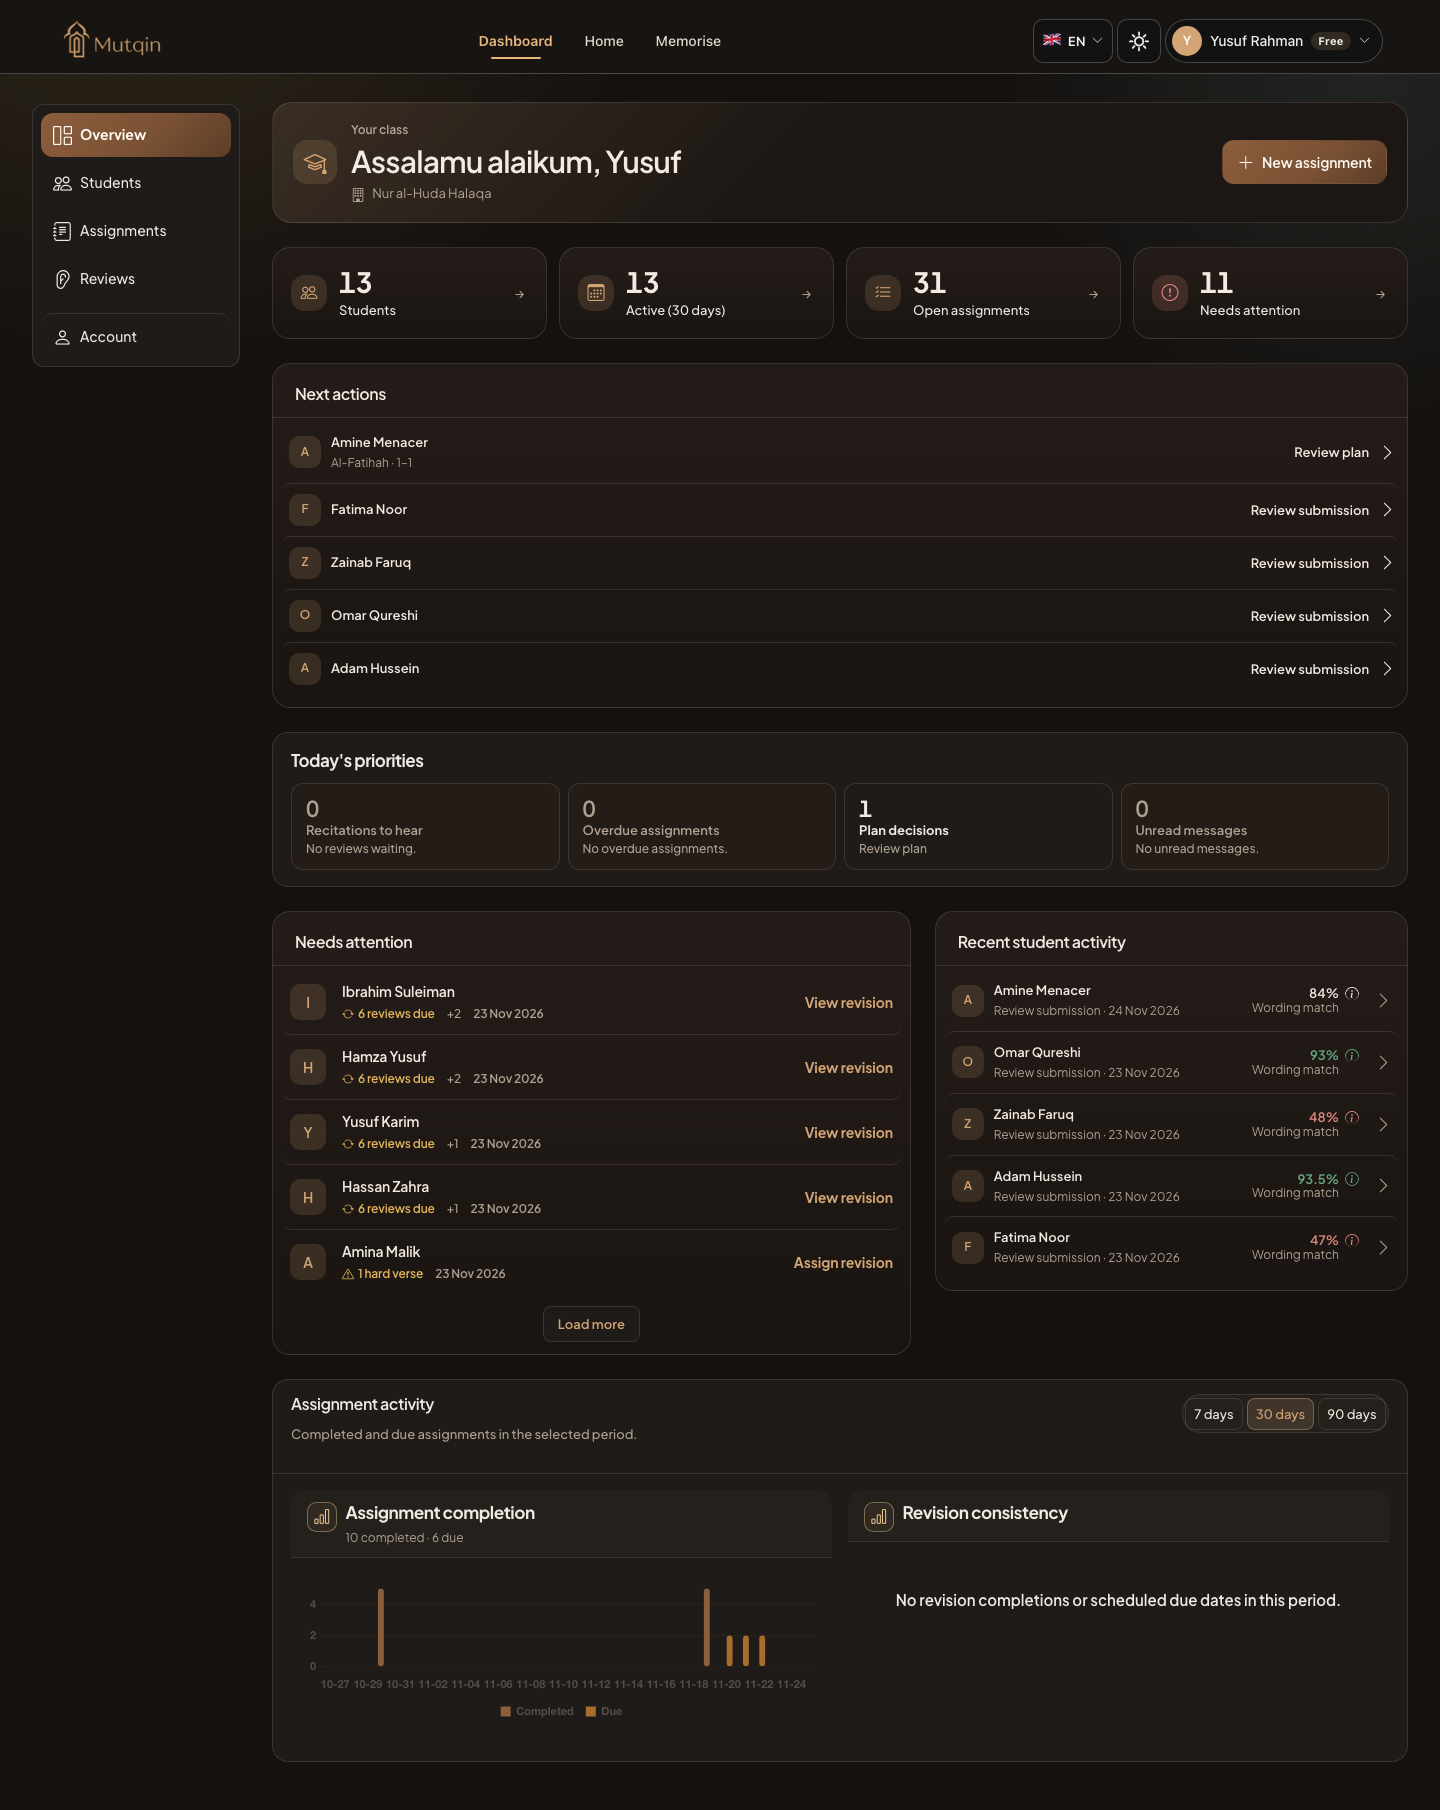 Mutqin
Dashboard
Home
Memorise
EN
Y
Yusuf Rahman
Free
Overview
Students
Assignments
Reviews
Account
Your class
Assalamu alaikum, Yusuf
Nur al-Huda Halaqa
New assignment
13
Students
13
Active (30 days)
31
Open assignments
11
Needs attention
Next actions
A
Amine Menacer
Al-Fatihah · 1-1
Review plan
F
Fatima Noor
Review submission
Z
Zainab Faruq
Review submission
O
Omar Qureshi
Review submission
A
Adam Hussein
Review submission
Today's priorities
0
Recitations to hear
No reviews waiting.
0
Overdue assignments
No overdue assignments.
1
Plan decisions
Review plan
0
Unread messages
No unread messages.
Needs attention
I
Ibrahim Suleiman
6 reviews due +2 23 Nov 2026
View revision
H
Hamza Yusuf
6 reviews due +2 23 Nov 2026
View revision
Y
Yusuf Karim
6 reviews due +1 23 Nov 2026
View revision
H
Hassan Zahra
6 reviews due +1 23 Nov 2026
View revision
A
Amina Malik
1 hard verse 23 Nov 2026
Assign revision
Load more
Recent student activity
A
Amine Menacer
Review submission · 24 Nov 2026
84%
Wording match
O
Omar Qureshi
Review submission · 23 Nov 2026
93%
Wording match
Z
Zainab Faruq
Review submission · 23 Nov 2026
48%
Wording match
A
Adam Hussein
Review submission · 23 Nov 2026
93.5%
Wording match
F
Fatima Noor
Review submission · 23 Nov 2026
47%
Wording match
Assignment activity
Completed and due assignments in the selected period.
7 days
30 days
90 days
Assignment completion
10 completed · 6 due
4
2
0
10-27 10-29 10-31 11-02 11-04 11-06 11-08 11-10 11-12 11-14 11-16 11-18 11-20 11-22 11-24
Completed
Due
Revision consistency
No revision completions or scheduled due dates in this period.